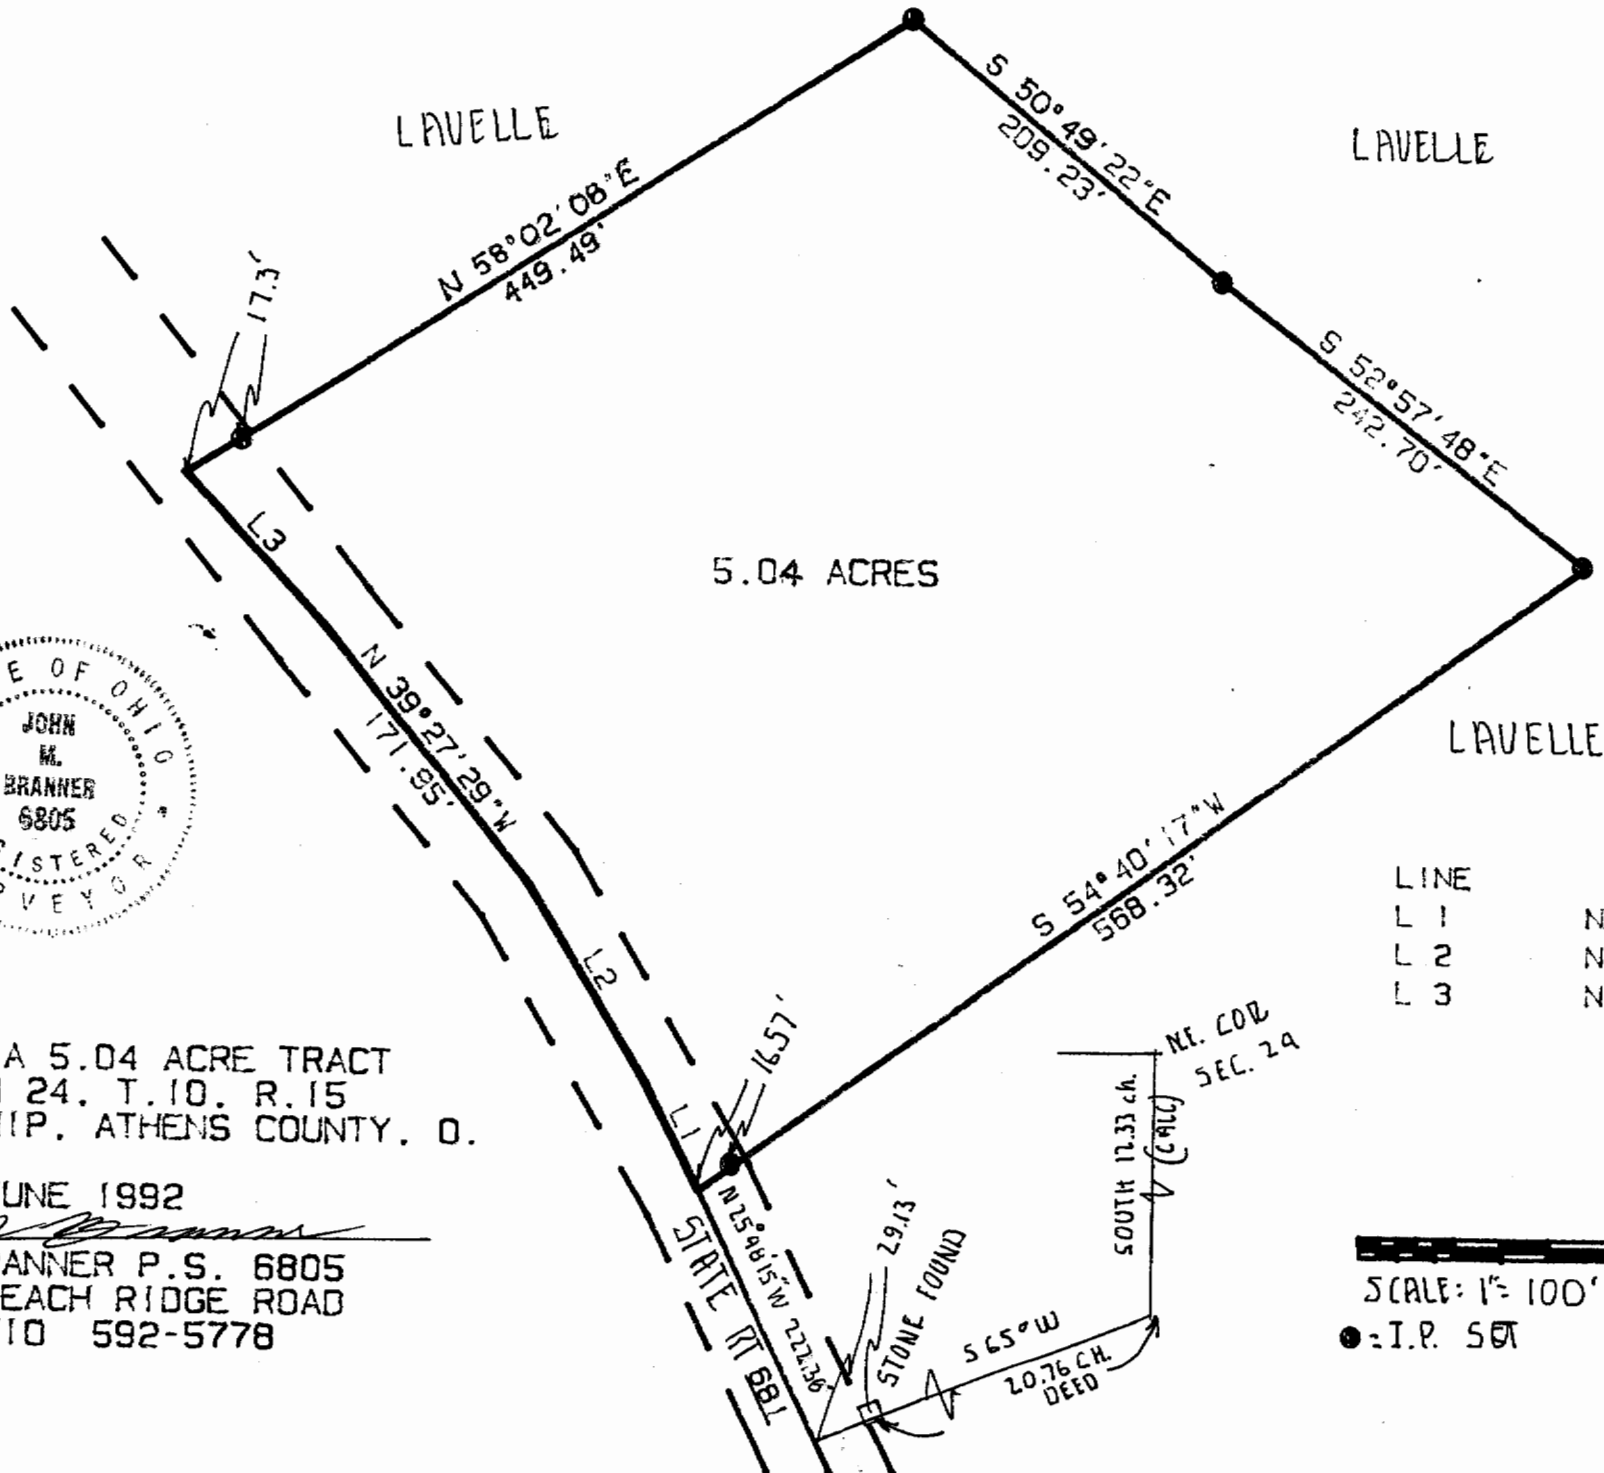 LAVELLE
LAVELLE
S 50°49'22"E
209.23'
N 58°02'08"E
449.49'
17.3'
S 52°57'48"E
242.70'
L3
5.04 ACRES
N 39°27'29"W
171.95'
E OF OHIO
JOHN
M.
BRANNER
6805
ISTERED
VEYOR
LAVELLE
S 54°40'17"W
568.32'
LINE
L 1 N
L 2 N
L 3 N
L2
16.57'
L1
N.E. COR
SEC. 24
SOUTH 12.33 ch.
(CALL)
A 5.04 ACRE TRACT
24. T.10. R.15
IP. ATHENS COUNTY. O.
UNE 1992
ANNER P.S. 6805
EACH RIDGE ROAD
IO 592-5778
N 25°48'15"W 222.36'
STATE RT 681
29.13'
STONE FOUND
S 65° W
20.76 CH.
DEED
SCALE: 1"= 100'
: I.P. SET